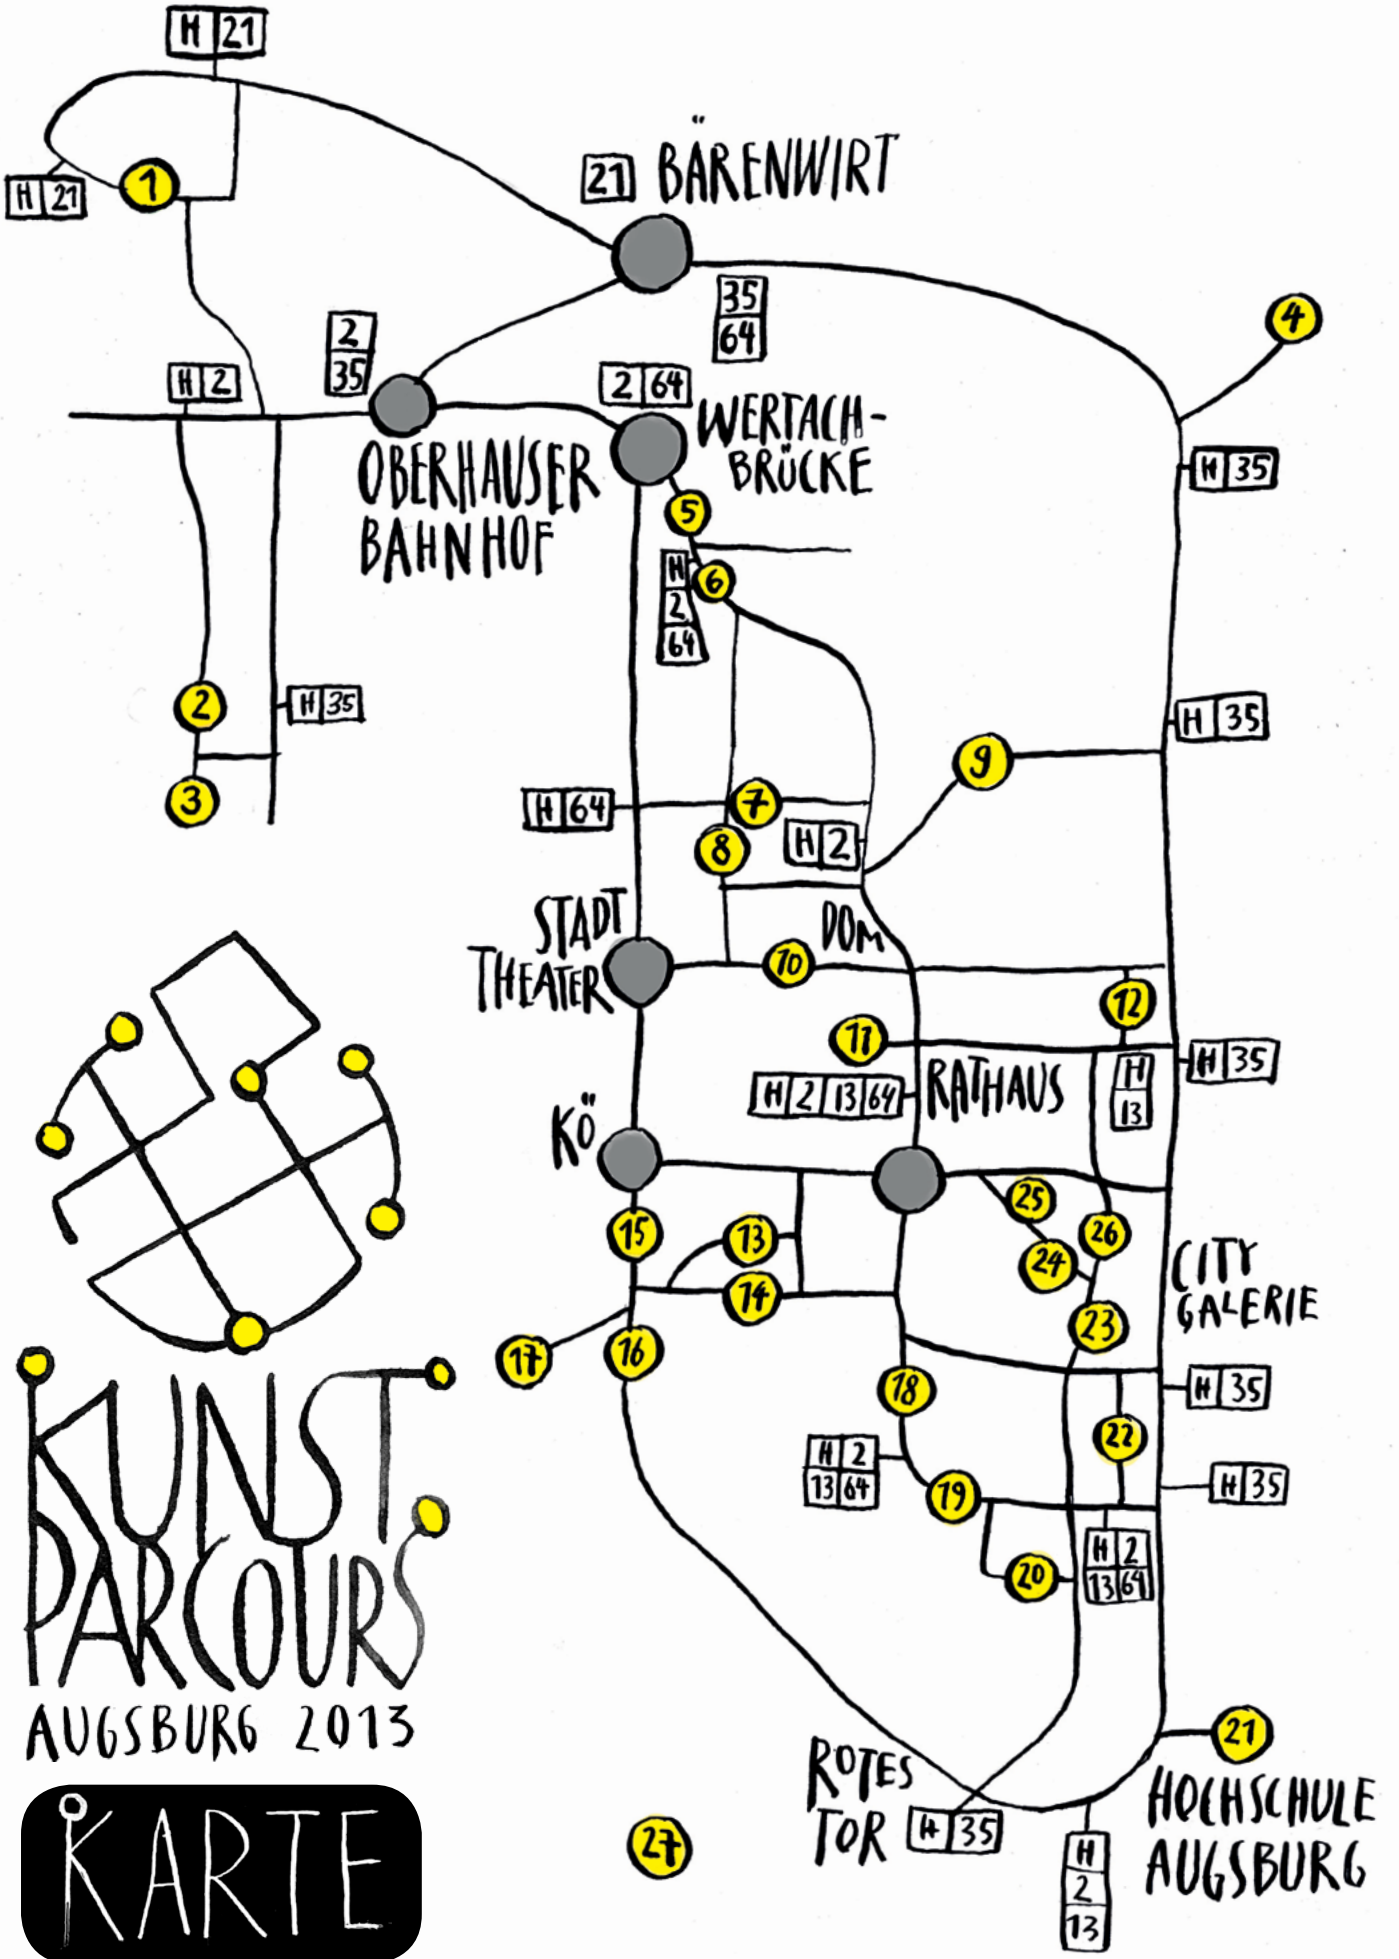 H 21
21 BÄRENWIRT
1
H 21
35
64
4
2
35
H 2
2 64
WERTACH-
BRÜCKE
OBERHAUSER
BAHNHOF
H 35
5
H
2
64
6
2
H 35
3
H 35
9
H 64
7
8
H 2
STADT
THEATER
DOM
10
12
11
H 35
H 2 13 64
RATHAUS
H
13
KÖ
25
15
13
26
24
14
CITY
GALERIE
23
17
16
18
H 35
22
H 2
13 64
19
H 35
20
H 2
13 64
KUNST
PARCOURS
AUGSBURG 2013
KARTE
21
ROTES
TOR
H 35
HOCHSCHULE
AUGSBURG
27
H
2
13